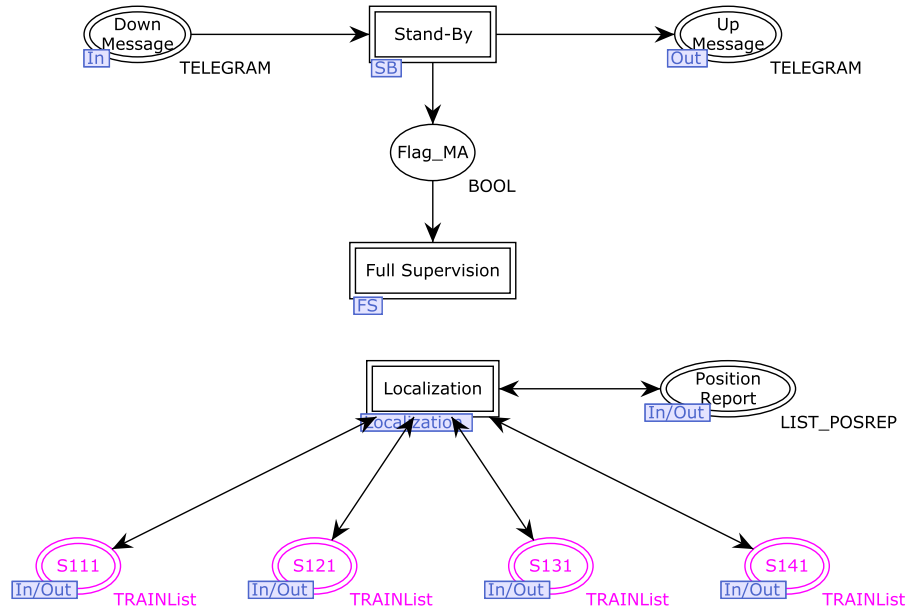 Down
Message
In
TELEGRAM
Stand-By
SB
Up
Message
Out
TELEGRAM
Flag_MA
BOOL
Full Supervision
FS
Localization
Localization
Position
Report
In/Out
LIST_POSREP
S111
In/Out
TRAINList
S121
In/Out
TRAINList
S131
In/Out
TRAINList
S141
In/Out
TRAINList